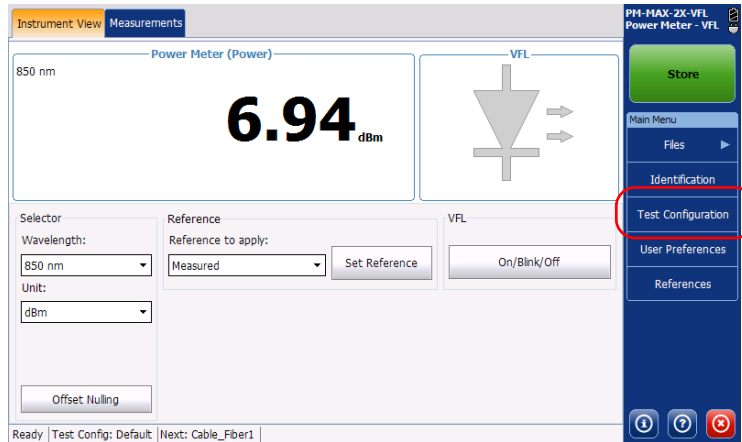 Instrument View
Measurements
PM-MAX-2X-VFL
Power Meter - VFL
Power Meter (Power)
850 nm
6.94 dBm
VFL
Store
Main Menu
Files
Identification
Test Configuration
User Preferences
References
Selector
Wavelength:
850 nm
Unit:
dBm
Offset Nulling
Reference
Reference to apply:
Measured
Set Reference
VFL
On/Blink/Off
Ready
Test Config: Default
Next: Cable_Fiber1